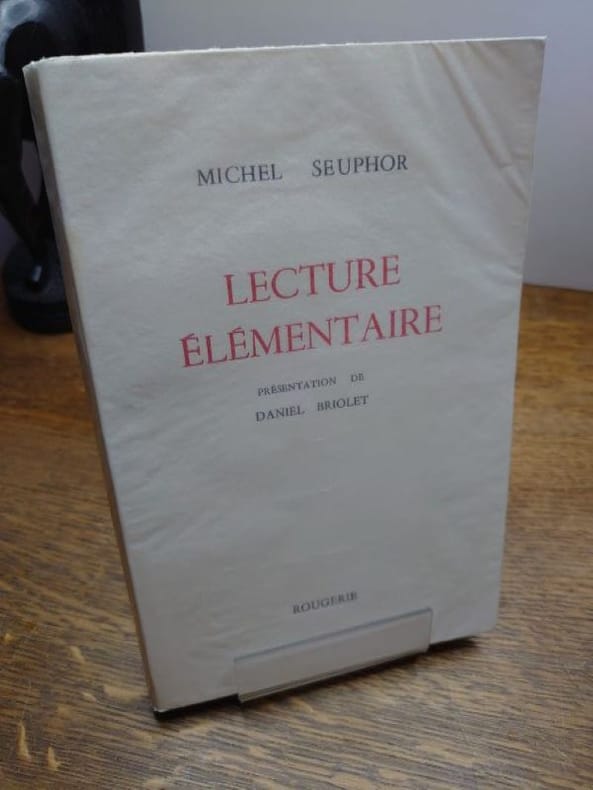 MICHEL SEUPHOR
LECTURE
ÉLÉMENTAIRE
PRÉSENTATION DE
DANIEL BRIOLET
ROUGERIE